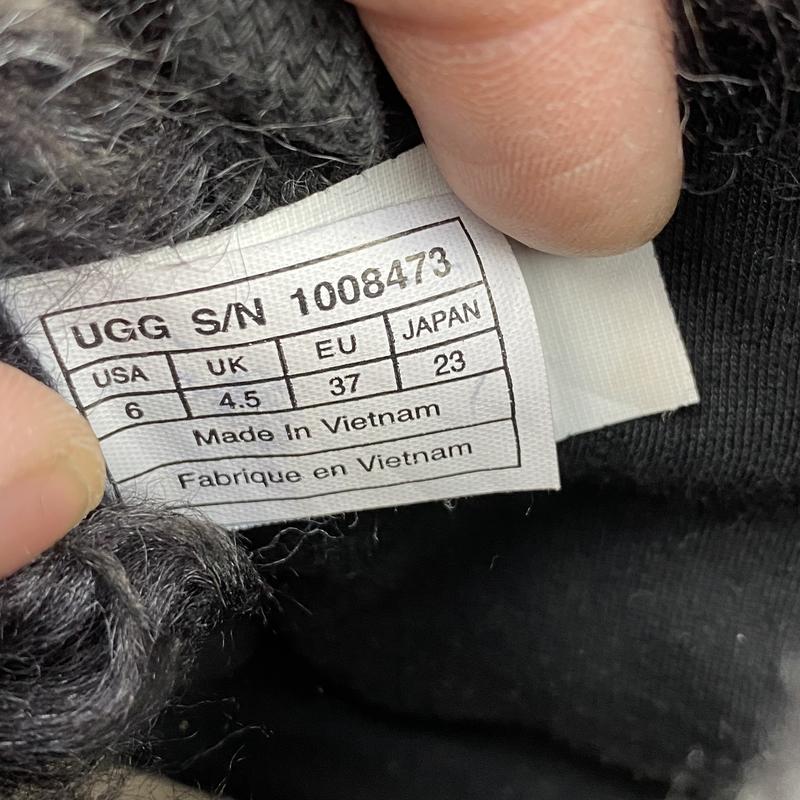 UGG S/N 1008473
USA UK EU JAPAN
6 4.5 37 23
Made In Vietnam
Fabrique en Vietnam